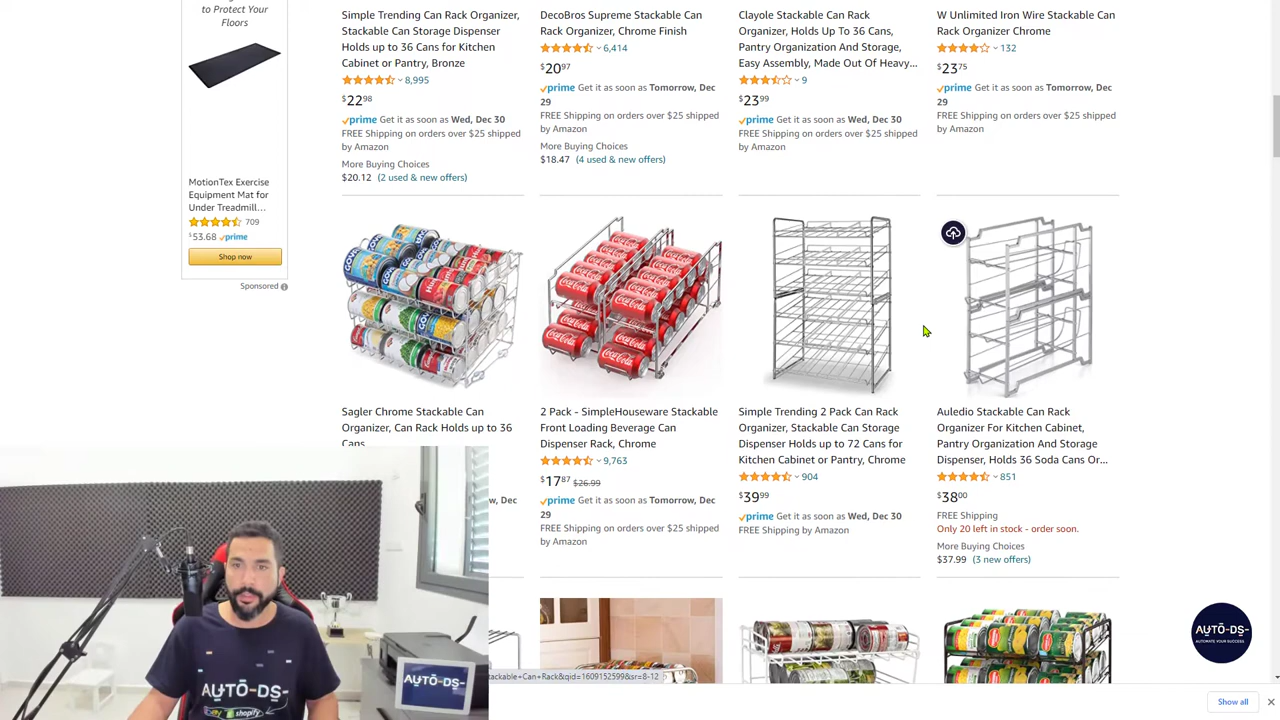 to Protect Your
Floors
MotionTex Exercise
Equipment Mat for
Under Treadmill...
709
$53.68 prime
Shop now
Sponsored
Simple Trending Can Rack Organizer,
Stackable Can Storage Dispenser
Holds up to 36 Cans for Kitchen
Cabinet or Pantry, Bronze
8,995
$22 98
prime Get it as soon as Wed, Dec 30
FREE Shipping on orders over $25 shipped
by Amazon
More Buying Choices
$20.12 (2 used & new offers)
DecoBros Supreme Stackable Can
Rack Organizer, Chrome Finish
6,414
$20 97
prime Get it as soon as Tomorrow, Dec
29
FREE Shipping on orders over $25 shipped
by Amazon
More Buying Choices
$18.47 (4 used & new offers)
Clayole Stackable Can Rack
Organizer, Holds Up To 36 Cans,
Pantry Organization And Storage,
Easy Assembly, Made Out Of Heavy...
9
$23 99
prime Get it as soon as Wed, Dec 30
FREE Shipping on orders over $25 shipped
by Amazon
W Unlimited Iron Wire Stackable Can
Rack Organizer Chrome
132
$23 75
prime Get it as soon as Tomorrow, Dec
29
FREE Shipping on orders over $25 shipped
by Amazon
Sagler Chrome Stackable Can
Organizer, Can Rack Holds up to 36
Cans
w, Dec
2 Pack - SimpleHouseware Stackable
Front Loading Beverage Can
Dispenser Rack, Chrome
9,763
$17 87 $26.99
prime Get it as soon as Tomorrow, Dec
29
FREE Shipping on orders over $25 shipped
by Amazon
Simple Trending 2 Pack Can Rack
Organizer, Stackable Can Storage
Dispenser Holds up to 72 Cans for
Kitchen Cabinet or Pantry, Chrome
904
$39 99
prime Get it as soon as Wed, Dec 30
FREE Shipping by Amazon
Auledio Stackable Can Rack
Organizer For Kitchen Cabinet,
Pantry Organization And Storage
Dispenser, Holds 36 Soda Cans Or...
851
$38 00
FREE Shipping
Only 20 left in stock - order soon.
More Buying Choices
$37.99 (3 new offers)
Coca-Cola
tackable+Can+Rack&qid=1609152599&sr=8-12
AUTO-DS-
AUTO-DS-
ebay shopify
AUTO-DS-
AUTOMATE YOUR SUCCESS
Show all